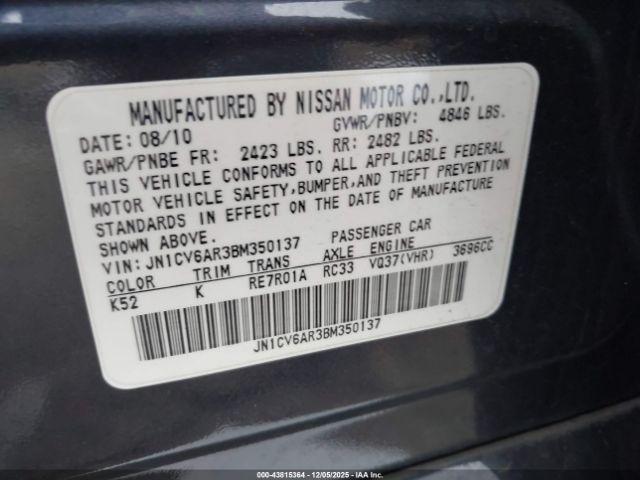 MANUFACTURED BY NISSAN MOTOR CO.,LTD.
DATE: 08/10 GVWR/PNBV: 4846 LBS.
GAWR/PNBE FR: 2423 LBS. RR: 2482 LBS.
THIS VEHICLE CONFORMS TO ALL APPLICABLE FEDERAL
MOTOR VEHICLE SAFETY,BUMPER,AND THEFT PREVENTION
STANDARDS IN EFFECT ON THE DATE OF MANUFACTURE
SHOWN ABOVE.
VIN: JN1CV6AR3BM350137 PASSENGER CAR
COLOR TRIM TRANS AXLE ENGINE
K52 K RE7R01A RC33 VQ37(VHR) 3696CC
JN1CV6AR3BM350137
000-43815364 - 12/05/2025 - IAA